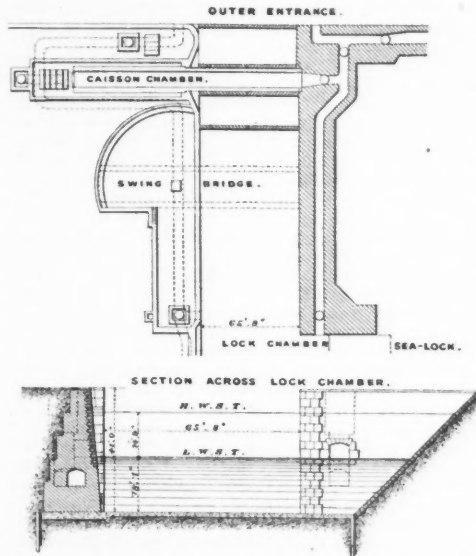 OUTER ENTRANCE.
CAISSON CHAMBER.
SWING BRIDGE.
65'.8"
LOCK CHAMBER SEA-LOCK.
SECTION ACROSS LOCK CHAMBER.
H.W.S.T.
65'.8"
L.W.S.T.